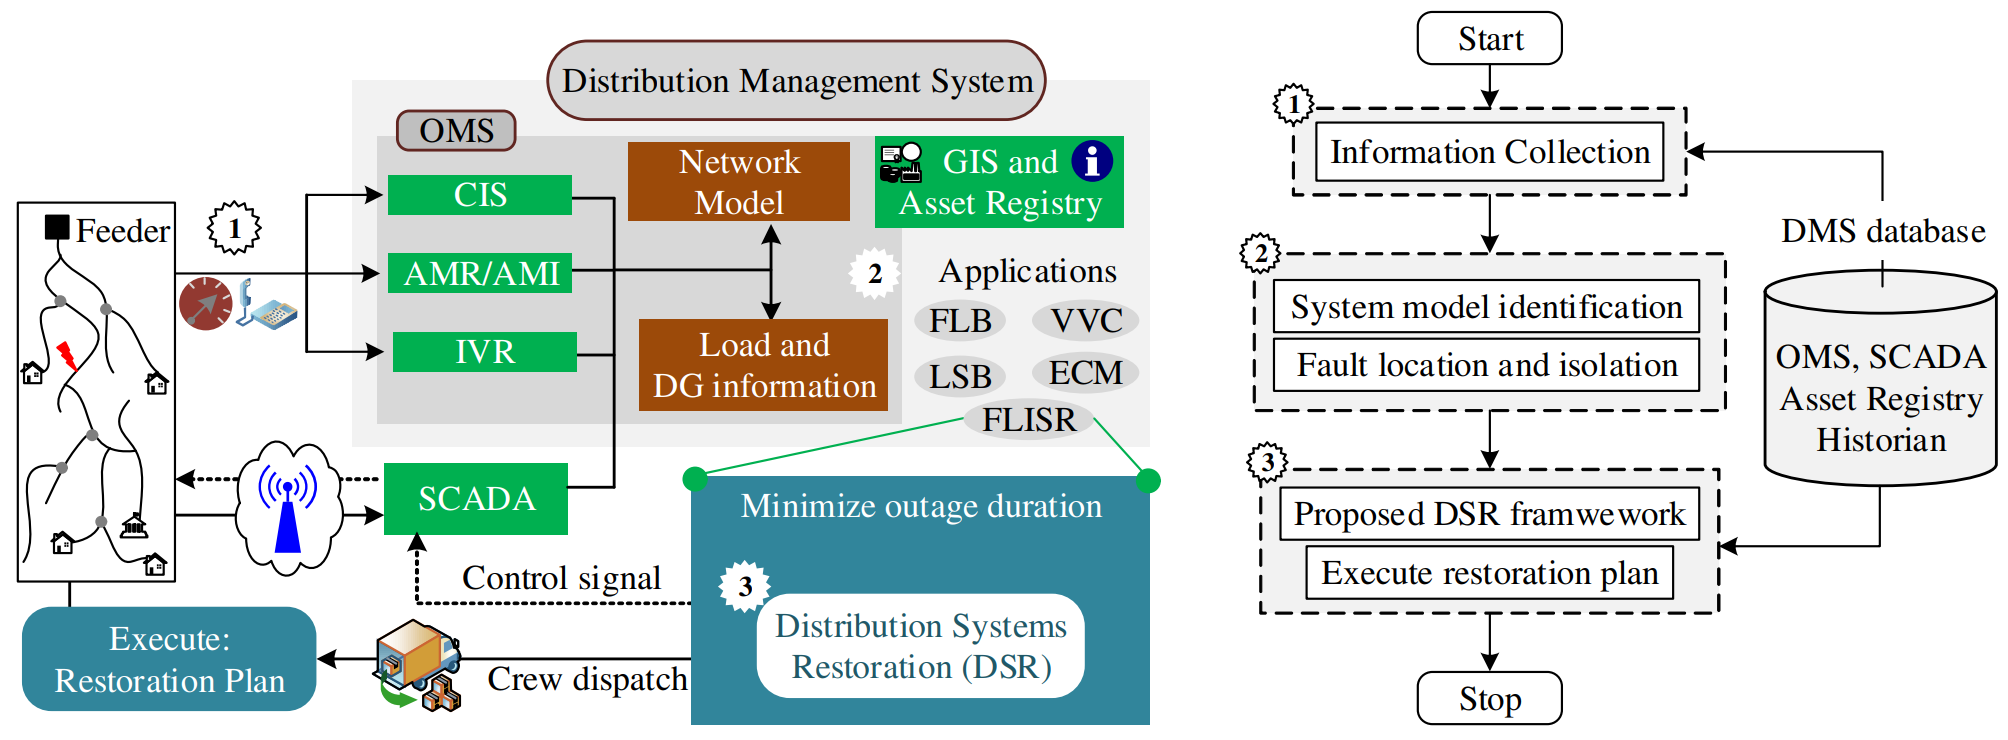 Distribution Management System
OMS
CIS
AMR/AMI
IVR
Network
Model
Load and
DG information
GIS and
Asset Registry
i
1
Feeder
2
Applications
FLB
VVC
LSB
ECM
FLISR
SCADA
Minimize outage duration
Control signal
3
Distribution Systems
Restoration (DSR)
Crew dispatch
Execute:
Restoration Plan
Start
1
Information Collection
2
System model identification
Fault location and isolation
3
Proposed DSR framwework
Execute restoration plan
Stop
DMS database
OMS, SCADA
Asset Registry
Historian